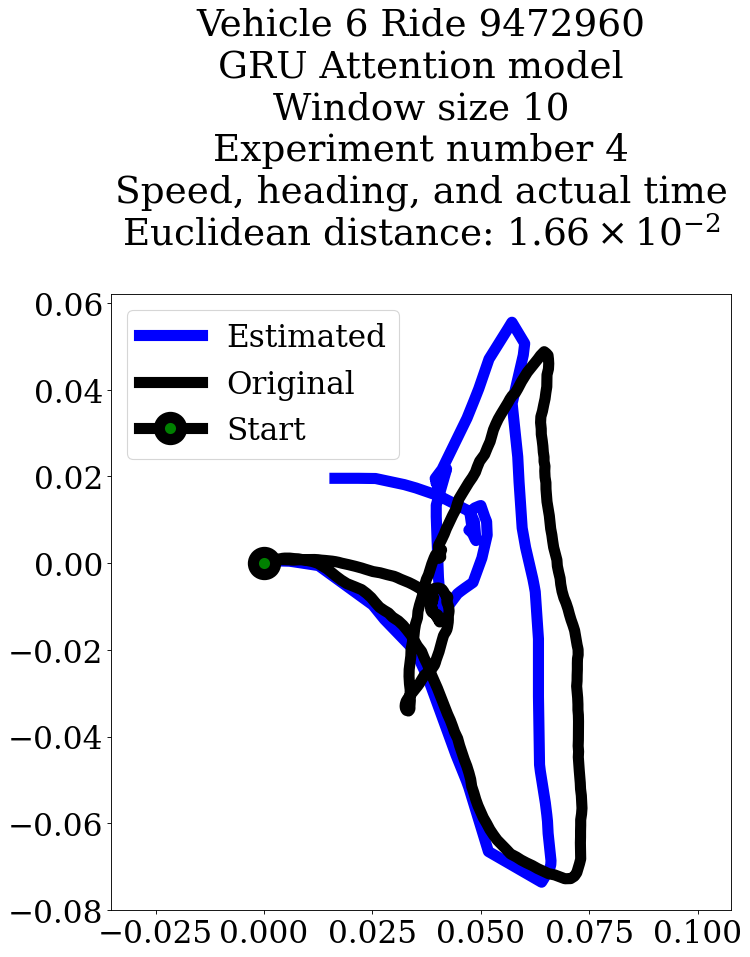 Vehicle 6 Ride 9472960
GRU Attention model
Window size 10
Experiment number 4
Speed, heading, and actual time
Euclidean distance: 1.66 × 10⁻²
Estimated
Original
Start
0.06
0.04
0.02
0.00
−0.02
−0.04
−0.06
−0.08
−0.025 0.000 0.025 0.050 0.075 0.100